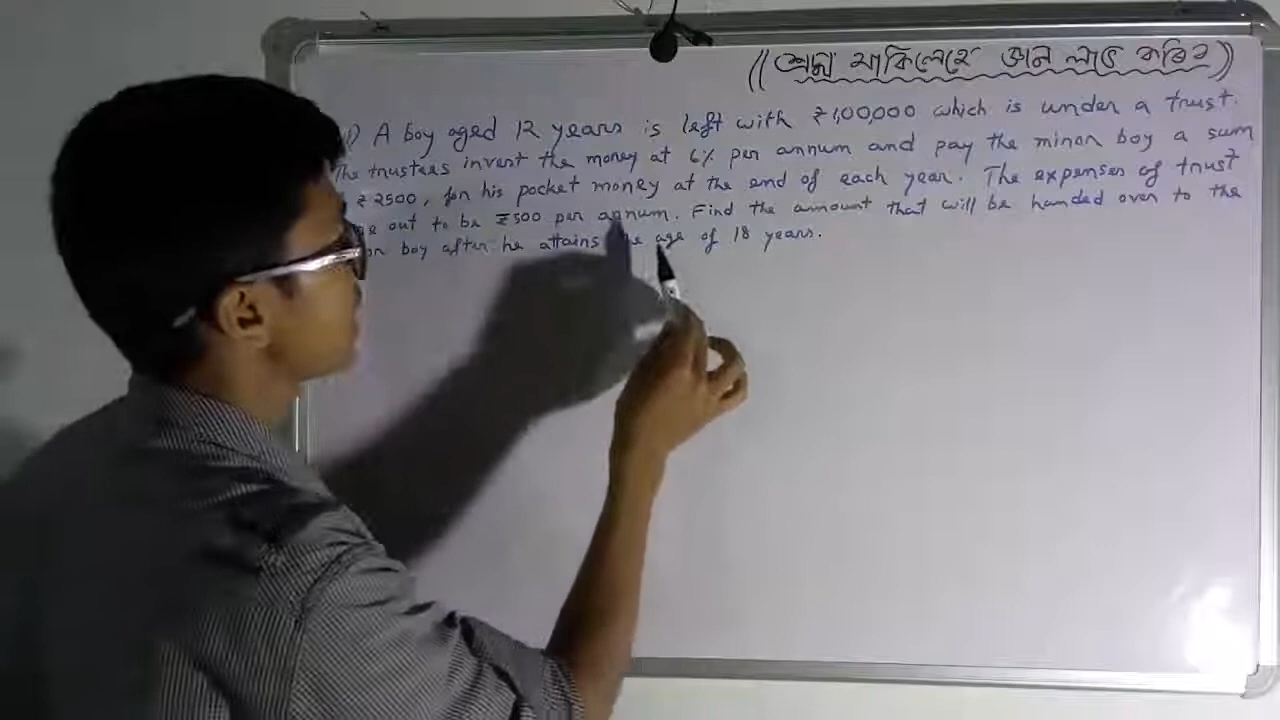 ((প্ৰশ্ন থাকিলেহে জ্ঞান লাভ কৰিব))
1) A boy aged 12 years is left with ₹1,00,000 which is under a trust.
The trustees invest the money at 6% per annum and pay the minor boy a sum
₹2500, for his pocket money at the end of each year. The expenses of trust
out to be ₹500 per annum. Find the amount that will be handed over to the
boy after he attains age of 18 years.